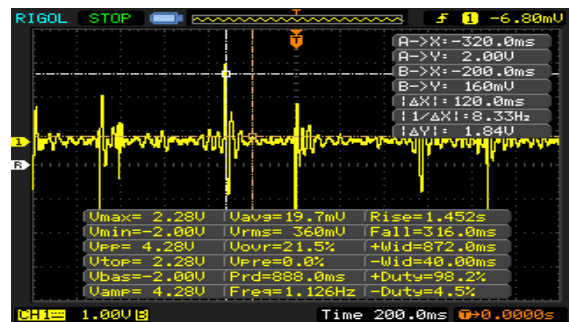 RIGOL STOP ƒ 1 -6.80mV
T
A->X:-320.0ms
A->Y: 2.00V
B->X:-200.0ms
B->Y: 160mV
|ΔX|:120.0ms
|1/ΔX|:8.33Hz
|ΔY|: 1.84V
1
R
Vmax= 2.28V Vavg=19.7mV Rise=1.452s
Vmin=-2.00V Vrms= 360mV Fall=316.0ms
Vpp= 4.28V Vovr=21.5% +Wid=872.0ms
Vtop= 2.28V Vpre=0.0% -Wid=40.00ms
Vbas=-2.00V Prd=888.0ms +Duty=98.2%
Vamp= 4.28V Freq=1.126Hz -Duty=4.5%
CH1 1.00V B Time 200.0ms T→0.0000s